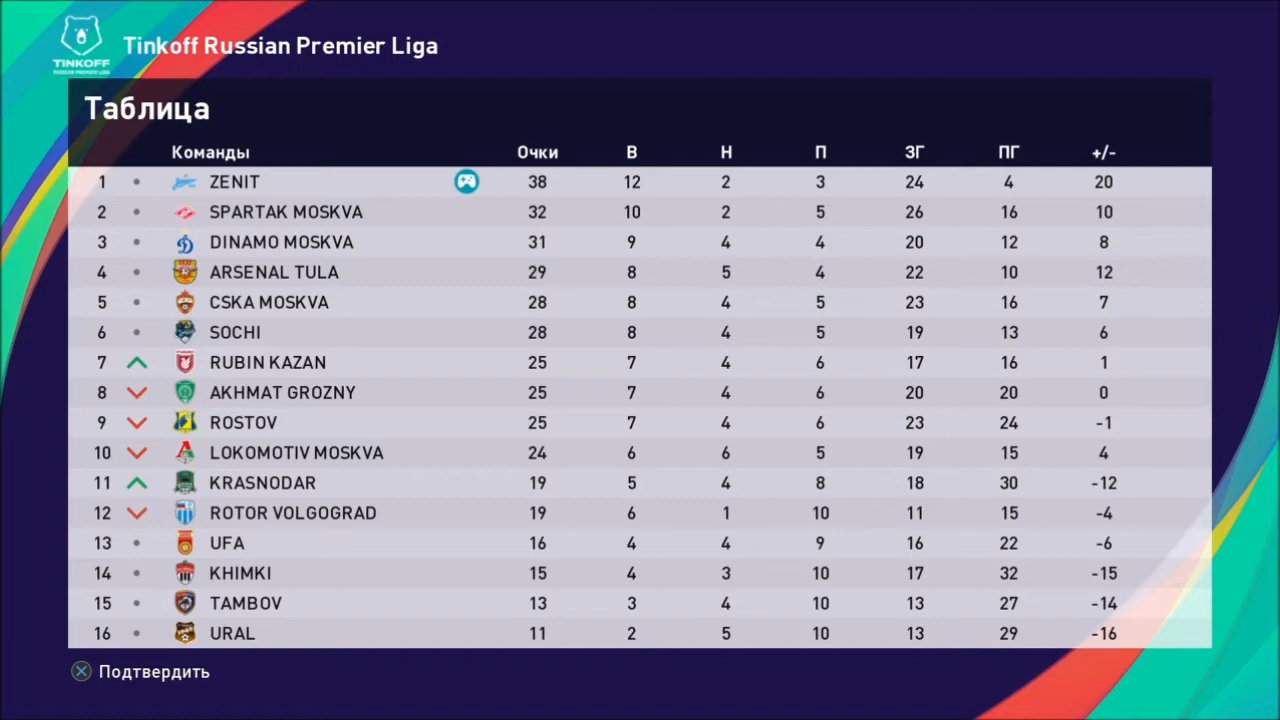 Tinkoff Russian Premier Liga
TINKOFF
RUSSIAN PREMIER LIGA
Таблица
Команды Очки В Н П ЗГ ПГ +/-
1 ZENIT 38 12 2 3 24 4 20
2 SPARTAK MOSKVA 32 10 2 5 26 16 10
3 DINAMO MOSKVA 31 9 4 4 20 12 8
4 ARSENAL TULA 29 8 5 4 22 10 12
5 CSKA MOSKVA 28 8 4 5 23 16 7
6 SOCHI 28 8 4 5 19 13 6
7 RUBIN KAZAN 25 7 4 6 17 16 1
8 AKHMAT GROZNY 25 7 4 6 20 20 0
9 ROSTOV 25 7 4 6 23 24 -1
10 LOKOMOTIV MOSKVA 24 6 6 5 19 15 4
11 KRASNODAR 19 5 4 8 18 30 -12
12 ROTOR VOLGOGRAD 19 6 1 10 11 15 -4
13 UFA 16 4 4 9 16 22 -6
14 KHIMKI 15 4 3 10 17 32 -15
15 TAMBOV 13 3 4 10 13 27 -14
16 URAL 11 2 5 10 13 29 -16
Подтвердить